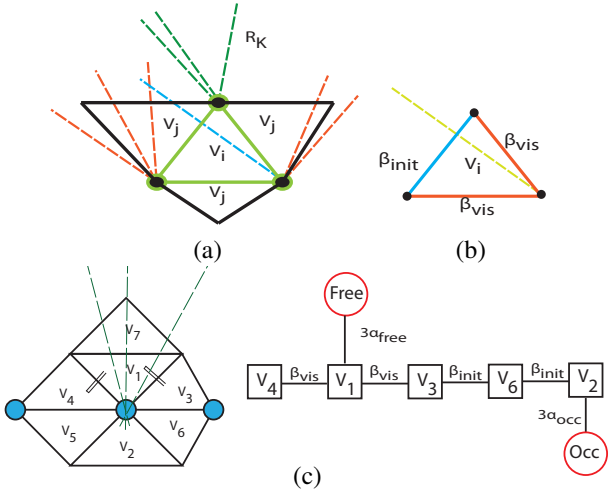 R_K
V_j V_j
V_i
V_j
(a)
β_init β_vis
V_i
β_vis
(b)
V_7
V_1
V_4 V_3
V_5 V_6
V_2
Free
3α_free
V_4 β_vis V_1 β_vis V_3 β_init V_6 β_init V_2
3α_occ
Occ
(c)